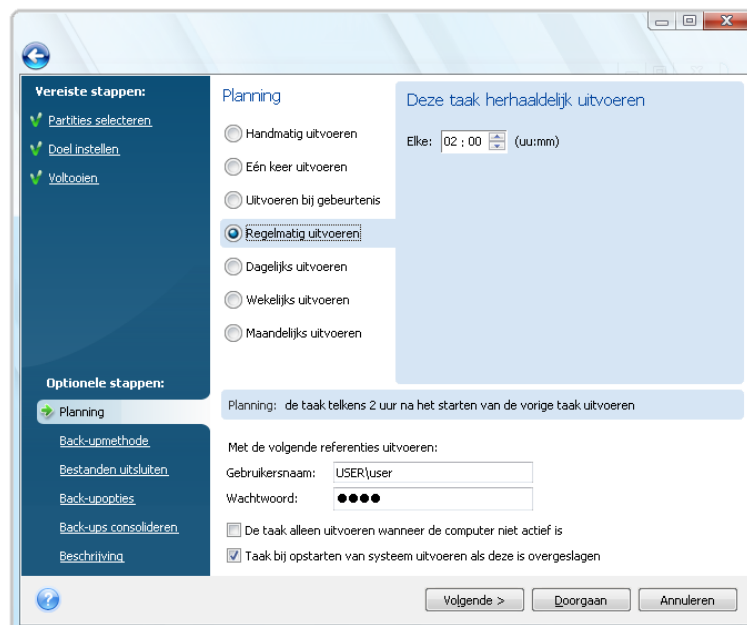 Vereiste stappen:
Partities selecteren
Doel instellen
Voltooien
Optionele stappen:
Planning
Back-upmethode
Bestanden uitsluiten
Back-upopties
Back-ups consolideren
Beschrijving
Planning
Handmatig uitvoeren
Eén keer uitvoeren
Uitvoeren bij gebeurtenis
Regelmatig uitvoeren
Dagelijks uitvoeren
Wekelijks uitvoeren
Maandelijks uitvoeren
Deze taak herhaaldelijk uitvoeren
Elke: 02 : 00 (uu:mm)
Planning: de taak telkens 2 uur na het starten van de vorige taak uitvoeren
Met de volgende referenties uitvoeren:
Gebruikersnaam: USER\user
Wachtwoord: ●●●●
De taak alleen uitvoeren wanneer de computer niet actief is
Taak bij opstarten van systeem uitvoeren als deze is overgeslagen
Volgende > Doorgaan Annuleren